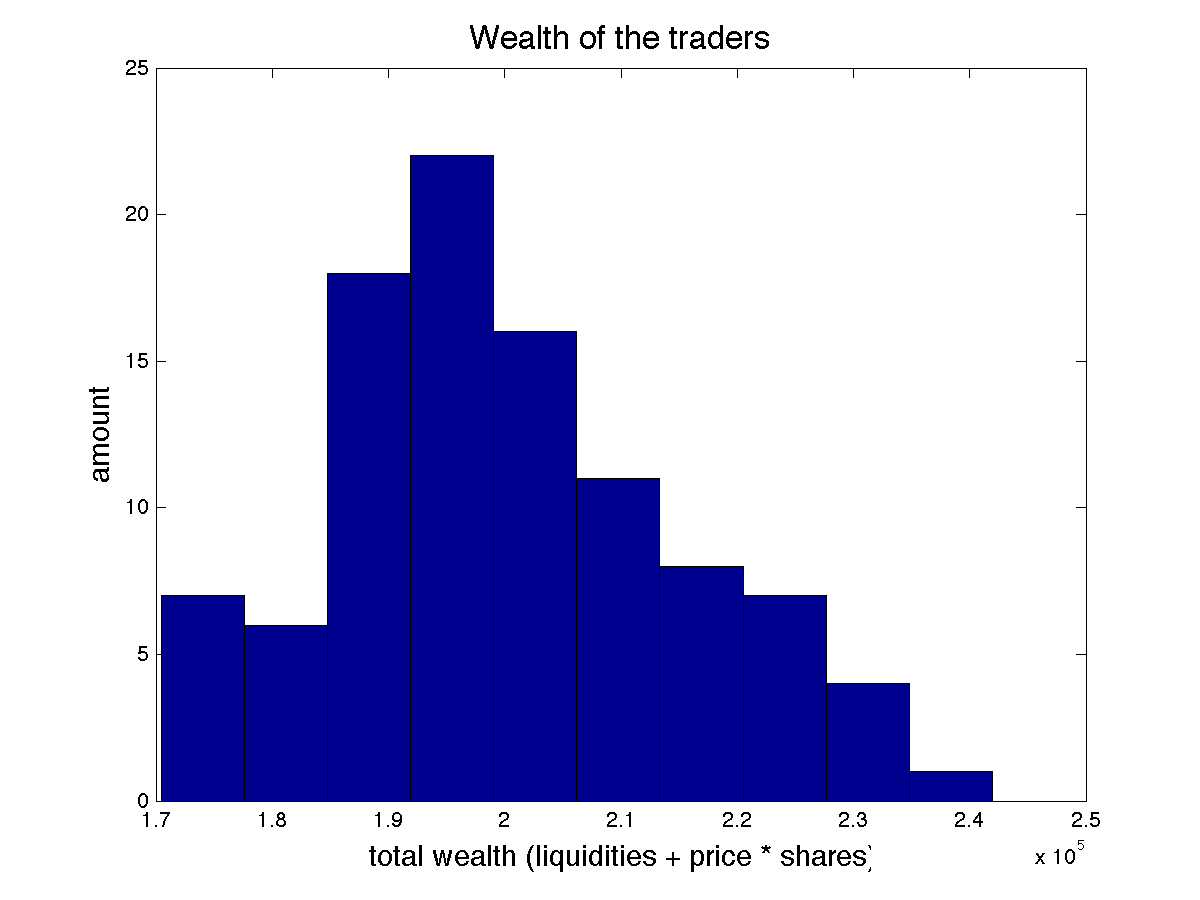 Wealth of the traders
25
20
15
10
5
0
amount
1.7 1.8 1.9 2 2.1 2.2 2.3 2.4 2.5
x 10^5
total wealth (liquidities + price * shares)